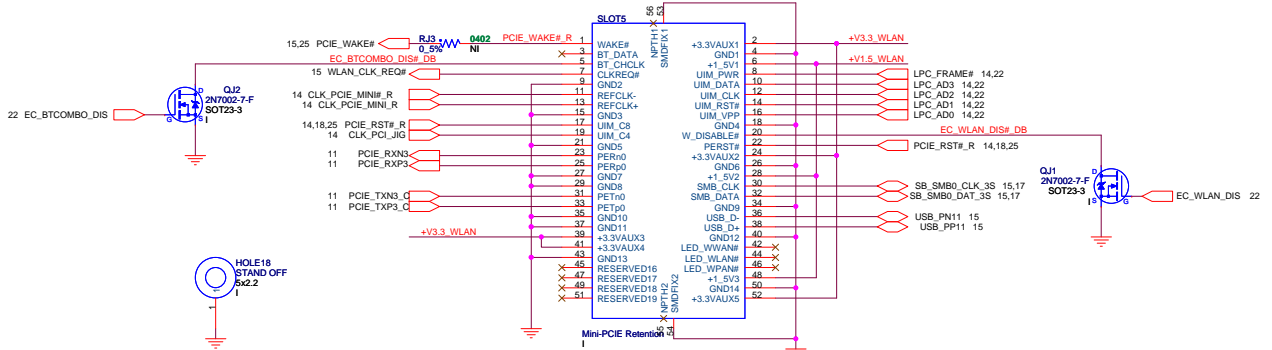 56
53
SLOT5
NPTH1
SMDFIX1
15,25 PCIE_WAKE#
RJ3
0_5%
0402
NI
PCIE_WAKE#_R
1 WAKE#
3 BT_DATA
EC_BTCOMBO_DIS#_DB
5 BT_CHCLK
15 WLAN_CLK_REQ#
7 CLKREQ#
9 GND2
14 CLK_PCIE_MINI#_R
11 REFCLK-
14 CLK_PCIE_MINI_R
13 REFCLK+
15 GND3
14,18,25 PCIE_RST#_R
17 UIM_C8
14 CLK_PCI_JIG
19 UIM_C4
21 GND5
11 PCIE_RXN3
23 PERn0
11 PCIE_RXP3
25 PERp0
27 GND7
29 GND8
11 PCIE_TXN3_C
31 PETn0
11 PCIE_TXP3_C
33 PETp0
35 GND10
37 GND11
+V3.3_WLAN
39 +3.3VAUX3
41 +3.3VAUX4
43 GND13
45 RESERVED16
47 RESERVED17
49 RESERVED18
51 RESERVED19
+3.3VAUX1 2
+V3.3_WLAN
GND1 4
+1_5V1 6
+V1.5_WLAN
UIM_PWR 8
LPC_FRAME# 14,22
UIM_DATA 10
LPC_AD3 14,22
UIM_CLK 12
LPC_AD2 14,22
UIM_RST# 14
LPC_AD1 14,22
UIM_VPP 16
LPC_AD0 14,22
GND4 18
W_DISABLE# 20
EC_WLAN_DIS#_DB
PERST# 22
PCIE_RST#_R 14,18,25
+3.3VAUX2 24
GND6 26
+1_5V2 28
SMB_CLK 30
SB_SMB0_CLK_3S 15,17
SMB_DATA 32
SB_SMB0_DAT_3S 15,17
GND9 34
USB_D- 36
USB_PN11 15
USB_D+ 38
USB_PP11 15
GND12 40
LED_WWAN# 42
LED_WLAN# 44
LED_WPAN# 46
+1_5V3 48
GND14 50
+3.3VAUX5 52
NPTH2
SMDFIX2
55
54
Mini-PCIE Retention
I
QJ2
2N7002-7-F
SOT23-3
I
D
G
S
22 EC_BTCOMBO_DIS
QJ1
2N7002-7-F
SOT23-3
I
D
G
S
EC_WLAN_DIS 22
HOLE18
STAND OFF
5x2.2
I
1